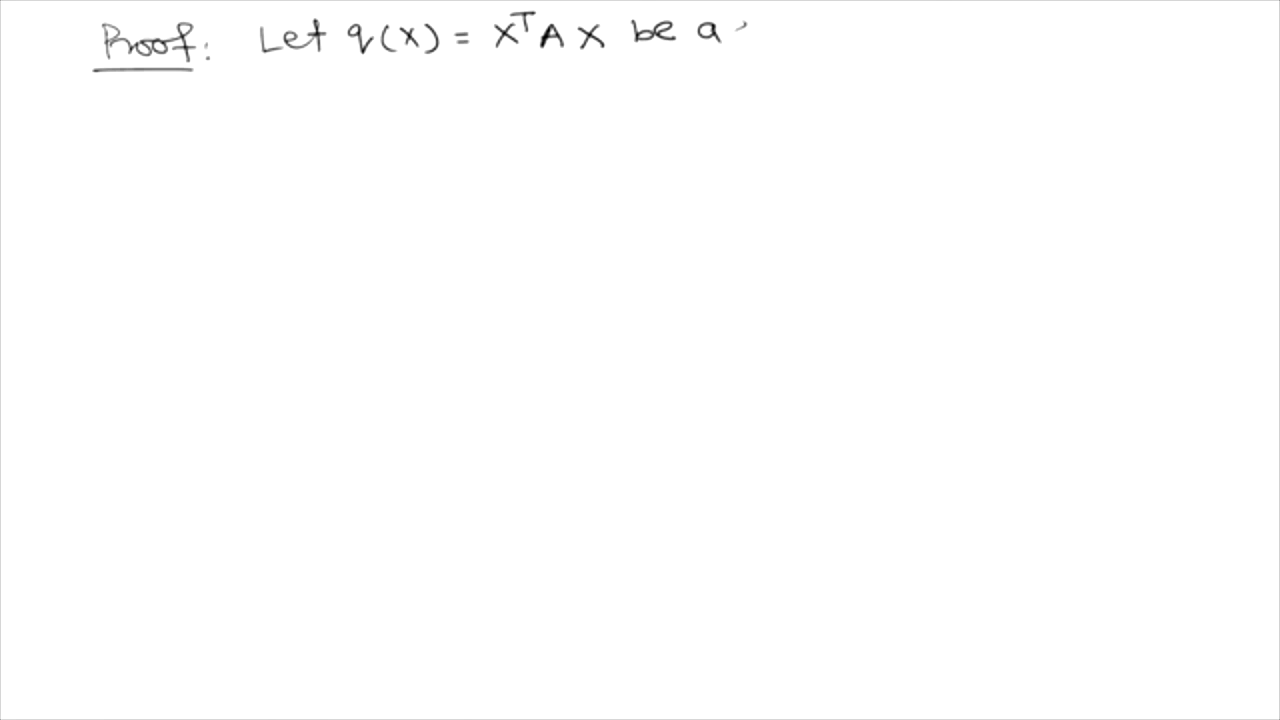 Proof: Let q(x) = x^T A x be a